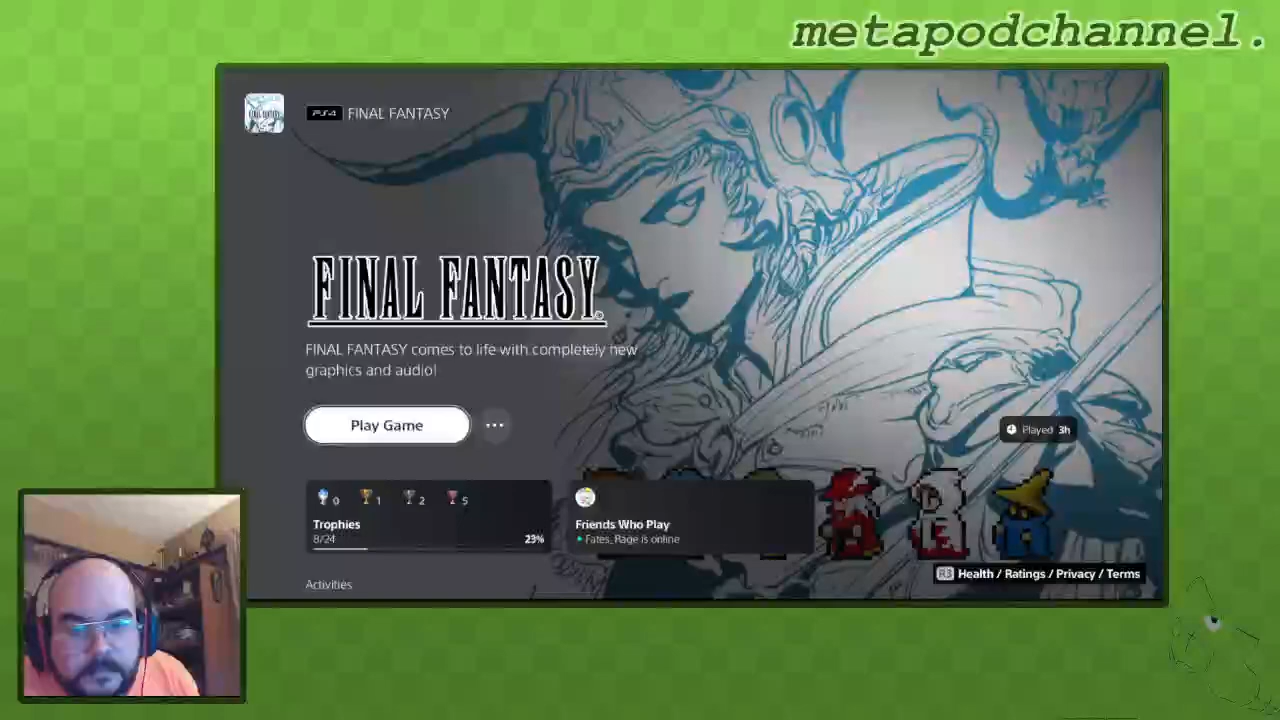 metapodchannel.
PS4 FINAL FANTASY
FINAL FANTASY
FINAL FANTASY comes to life with completely new
graphics and audio!
Play Game
Played 3h
0 1 2 5
Trophies
8/24 23%
Friends Who Play
Fates_Rage is online
R3 Health / Ratings / Privacy / Terms
Activities